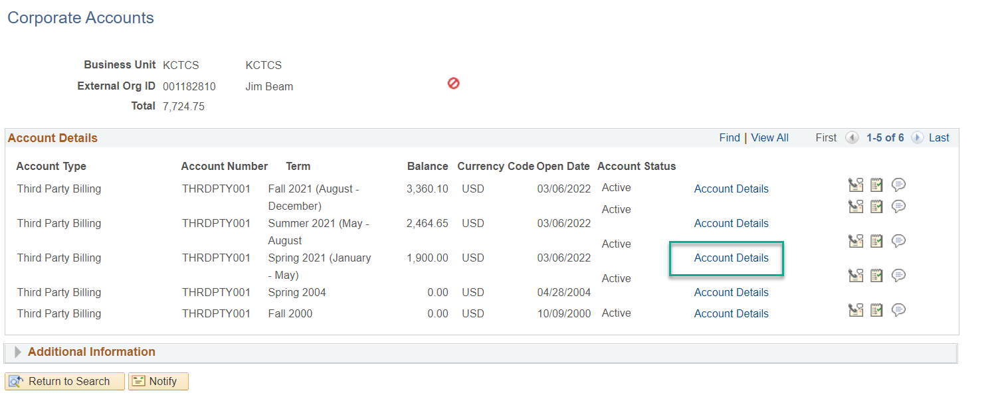 Corporate Accounts
Business Unit KCTCS KCTCS
External Org ID 001182810 Jim Beam
Total 7,724.75
Account Details Find | View All First 1-5 of 6 Last
Account Type Account Number Term Balance Currency Code Open Date Account Status
Third Party Billing THRDPTY001 Fall 2021 (August - 3,360.10 USD 03/06/2022 Active Account Details
December)
Active
Third Party Billing THRDPTY001 Summer 2021 (May - 2,464.65 USD 03/06/2022 Account Details
August
Active
Third Party Billing THRDPTY001 Spring 2021 (January 1,900.00 USD 03/06/2022 Account Details
- May)
Active
Third Party Billing THRDPTY001 Spring 2004 0.00 USD 04/28/2004 Account Details
Third Party Billing THRDPTY001 Fall 2000 0.00 USD 10/09/2000 Active Account Details
Additional Information
Return to Search Notify